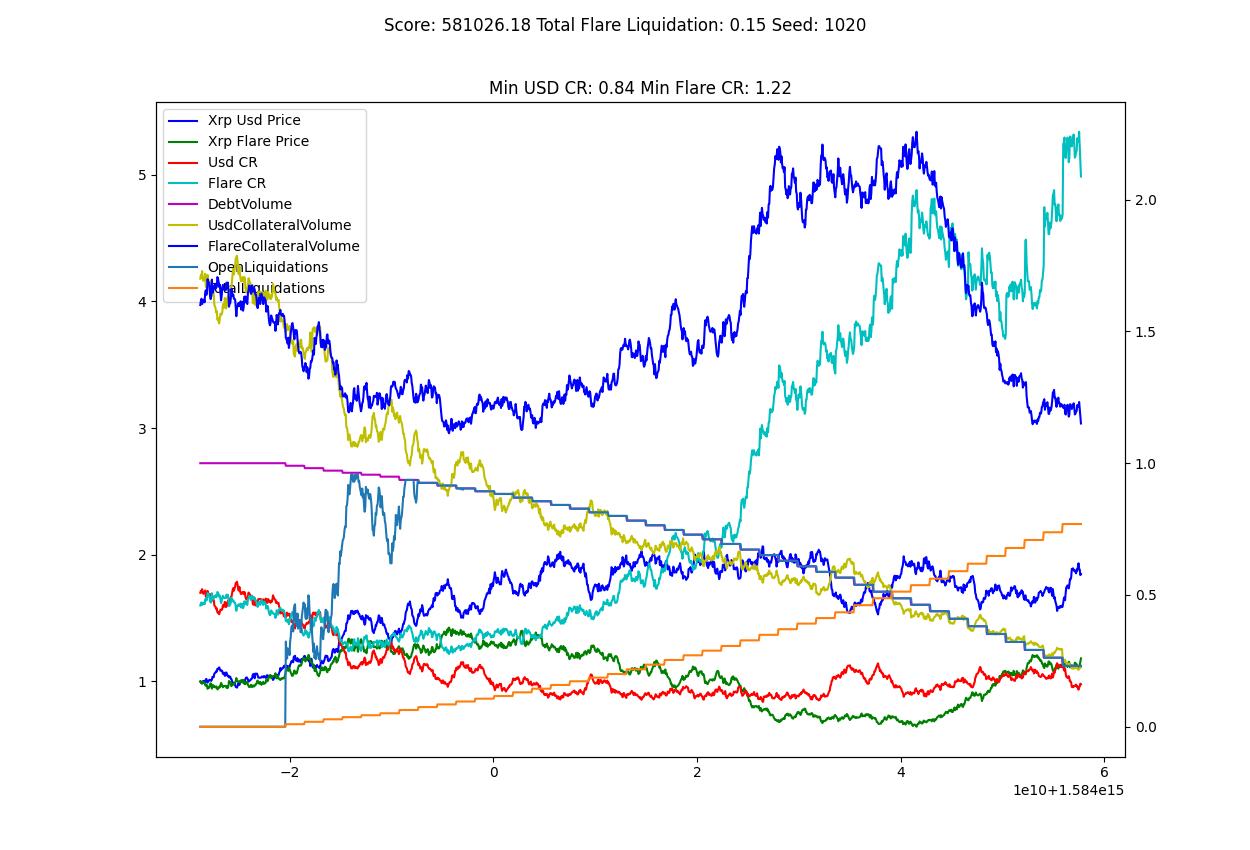 Score: 581026.18 Total Flare Liquidation: 0.15 Seed: 1020
Min USD CR: 0.84 Min Flare CR: 1.22
Xrp Usd Price
Xrp Flare Price
Usd CR
Flare CR
DebtVolume
UsdCollateralVolume
FlareCollateralVolume
OpenLiquidations
TotalLiquidations
5
4
3
2
1
2.0
1.5
1.0
0.5
0.0
−2
0
2
4
6
1e10+1.584e15